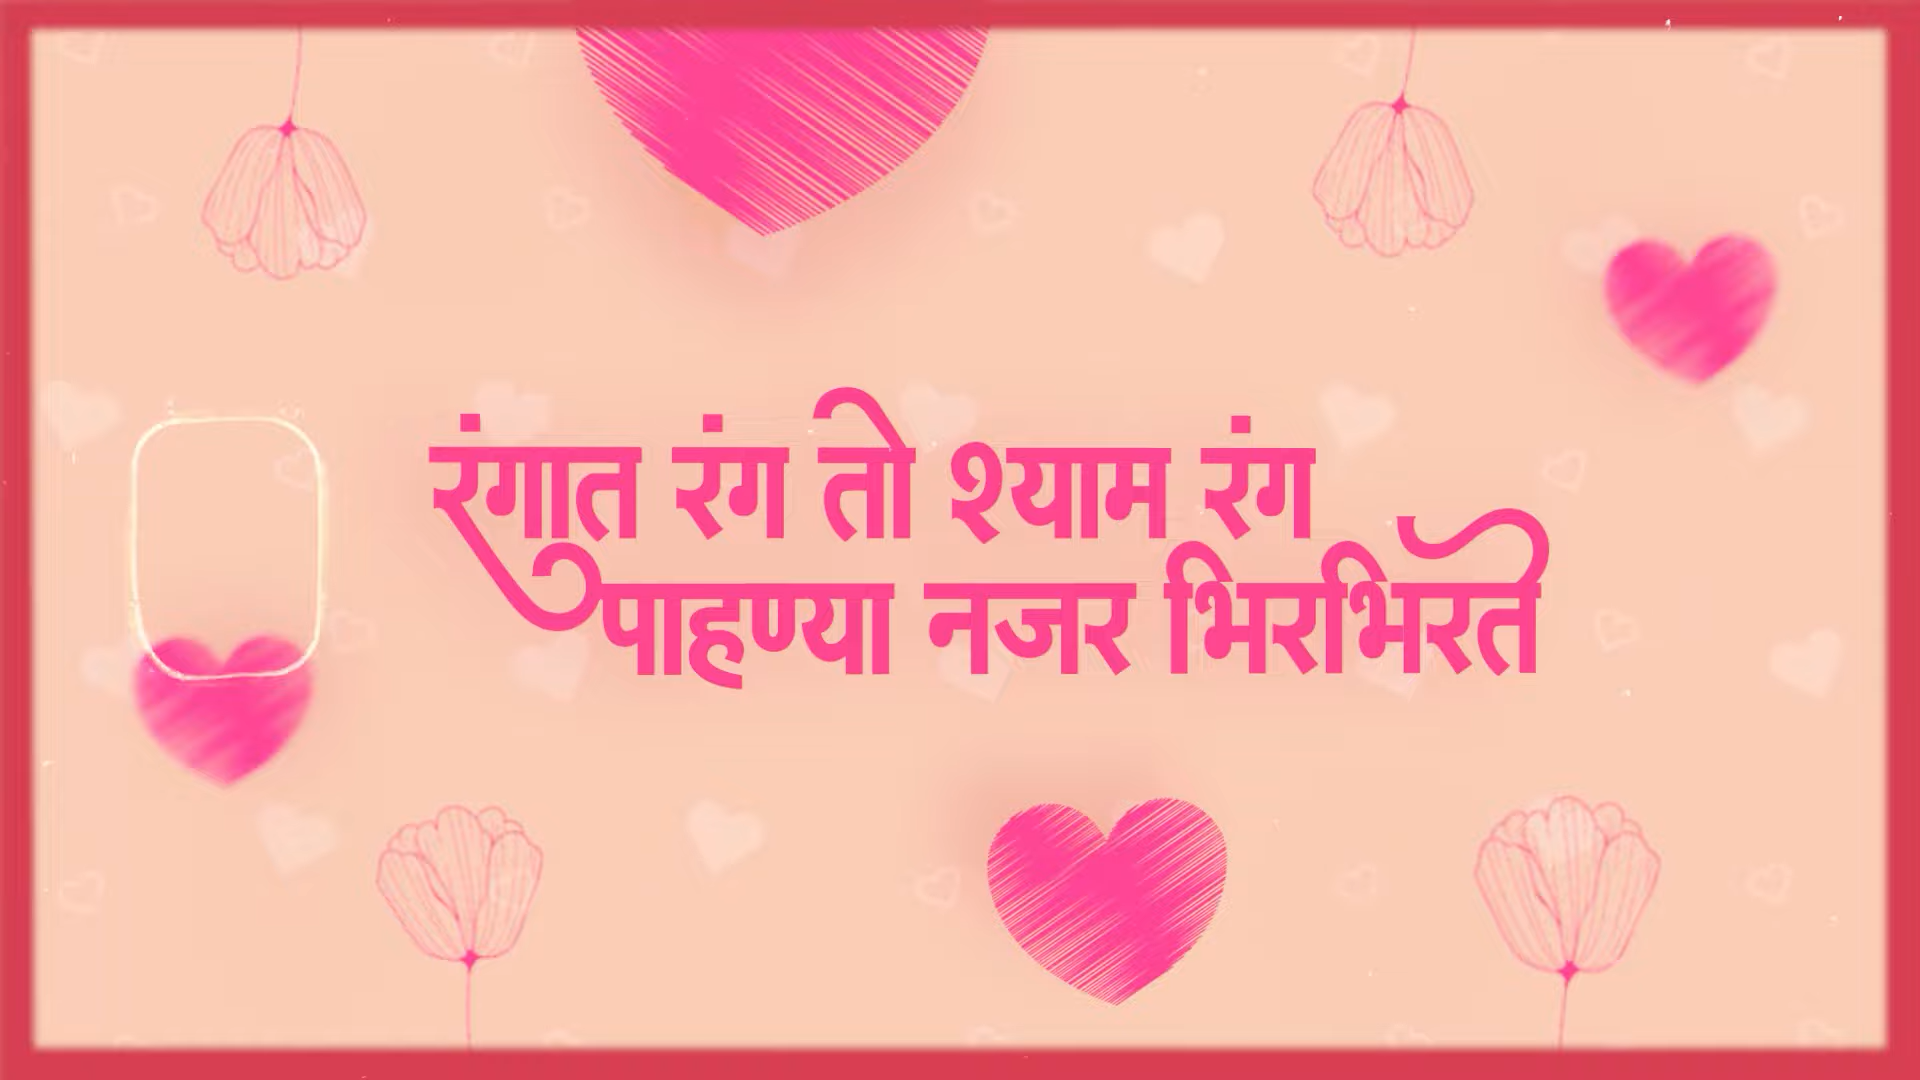 रंगात रंग तो श्याम रंग
पाहण्या नजर भिरभिरते